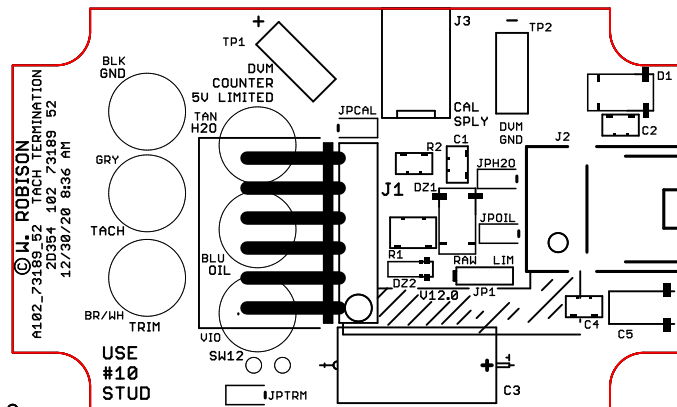 © W. ROBISON
A102_73189_52 TACH TERMINATION
2D354 102 73189 52
12/30/20 8:36 AM
BLK
GND
GRY
TACH
BR/WH
TRIM
USE
#10
STUD
+
TP1
DVM
COUNTER
5V LIMITED
TAN
H2O
BLU
OIL
VIO
SW12
JPTRM
JPCAL
J3
CAL
SPLY
-
TP2
DVM
GND
D1
C2
J2
R2
C1
JPH2O
J1
DZ1
JPOIL
R1
DZ2
RAW
LIM
JP1
V12.0
C4
C5
+
C3